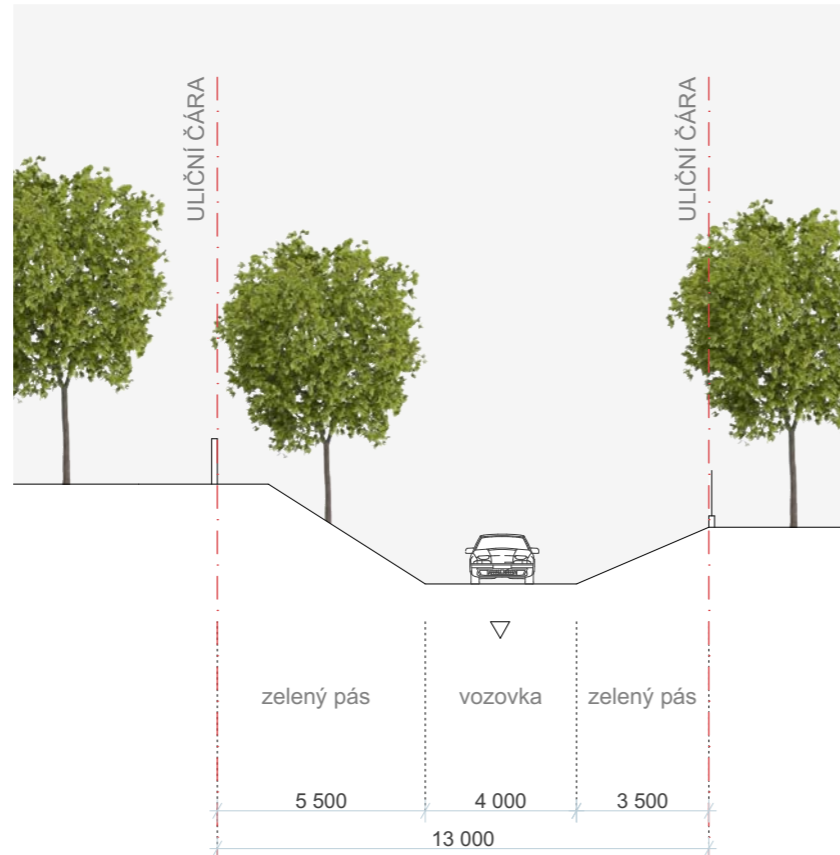 ULIČNÍ ČÁRA
ULIČNÍ ČÁRA
zelený pás
vozovka
zelený pás
5 500
4 000
3 500
13 000